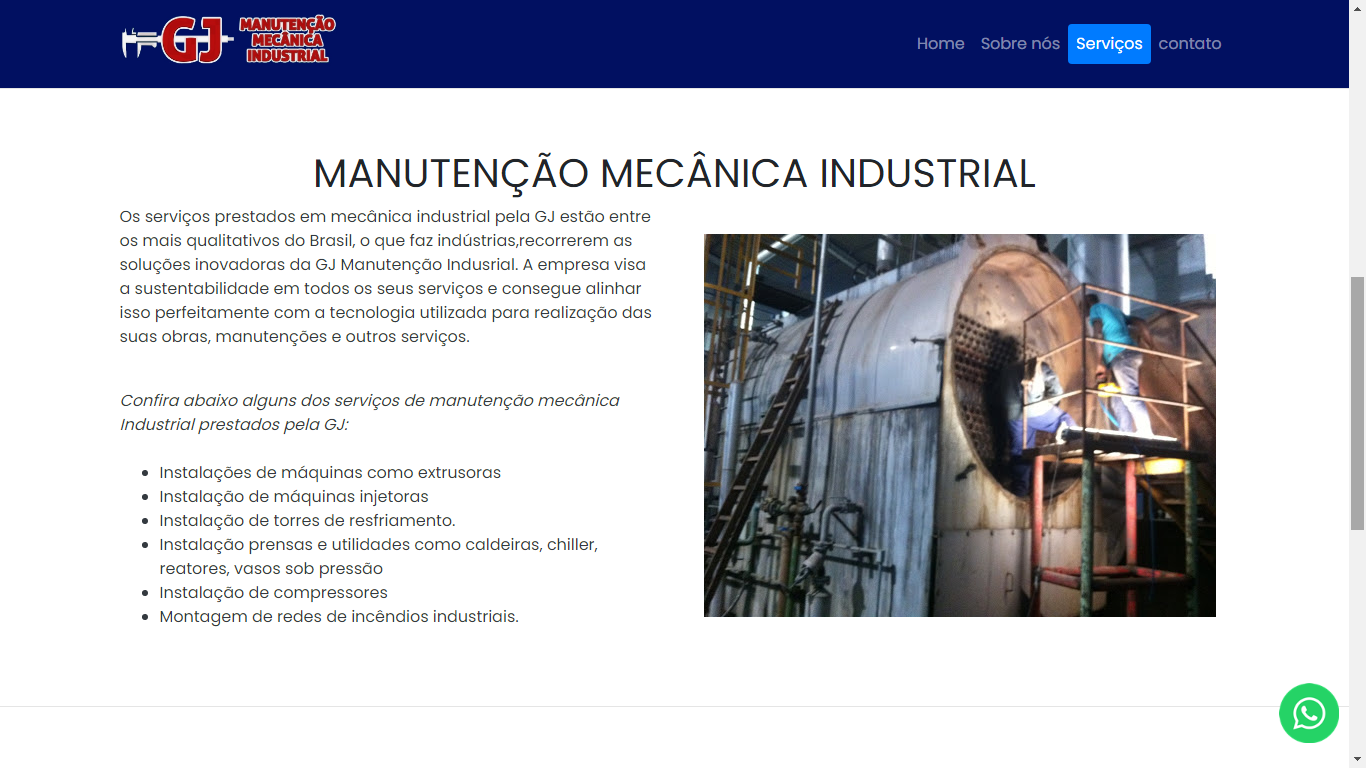 GJ
MANUTENÇÃO
MECÂNICA
INDUSTRIAL
Home Sobre nós Serviços contato
MANUTENÇÃO MECÂNICA INDUSTRIAL
Os serviços prestados em mecânica industrial pela GJ estão entre
os mais qualitativos do Brasil, o que faz indústrias,recorrerem as
soluções inovadoras da GJ Manutenção Indusrial. A empresa visa
a sustentabilidade em todos os seus serviços e consegue alinhar
isso perfeitamente com a tecnologia utilizada para realização das
suas obras, manutenções e outros serviços.
Confira abaixo alguns dos serviços de manutenção mecânica
Industrial prestados pela GJ:
• Instalações de máquinas como extrusoras
• Instalação de máquinas injetoras
• Instalação de torres de resfriamento.
• Instalação prensas e utilidades como caldeiras, chiller,
reatores, vasos sob pressão
• Instalação de compressores
• Montagem de redes de incêndios industriais.